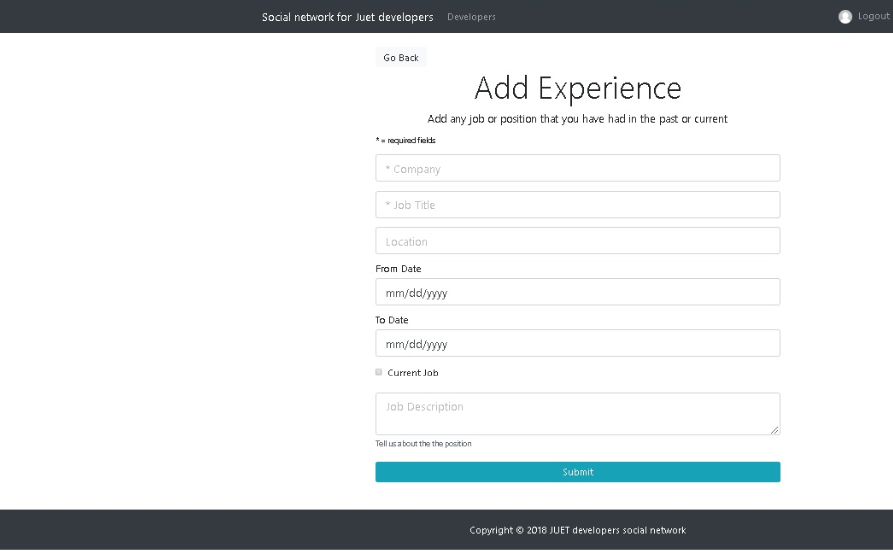 Social network for Juet developers Developers Logout
Go Back
Add Experience
Add any job or position that you have had in the past or current
* = required fields
* Company
* Job Title
Location
From Date
mm/dd/yyyy
To Date
mm/dd/yyyy
Current Job
Job Description
Tell us about the the position
Submit
Copyright © 2018 JUET developers social network